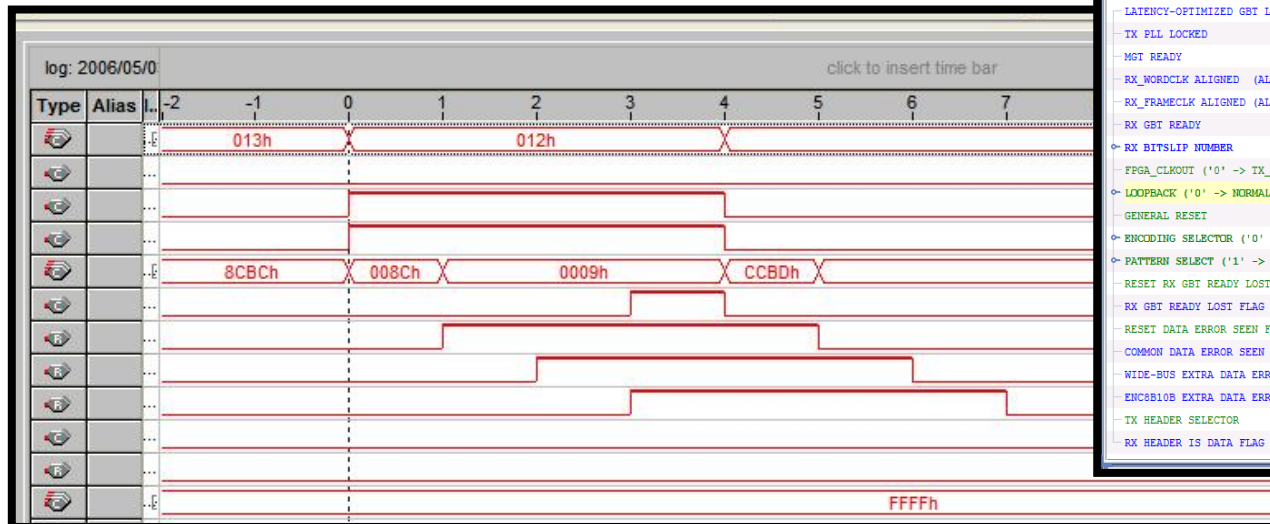 log: 2006/05/0
click to insert time bar
Type Alias I.. -2 -1 0 1 2 3 4 5 6 7
013h 012h
8CBCh 008Ch 0009h CCBDh
FFFFh
LATENCY-OPTIMIZED GBT L
TX PLL LOCKED
MGT READY
RX_WORDCLK ALIGNED (AL
RX_FRAMECLK ALIGNED (AL
RX GBT READY
RX BITSLIP NUMBER
FPGA_CLKOUT ('0' -> TX_
LOOPBACK ('0' -> NORMAL
GENERAL RESET
ENCODING SELECTOR ('0'
PATTERN SELECT ('1' ->
RESET RX GBT READY LOST
RX GBT READY LOST FLAG
RESET DATA ERROR SEEN F
COMMON DATA ERROR SEEN
WIDE-BUS EXTRA DATA ERR
ENC8B10B EXTRA DATA ERR
TX HEADER SELECTOR
RX HEADER IS DATA FLAG